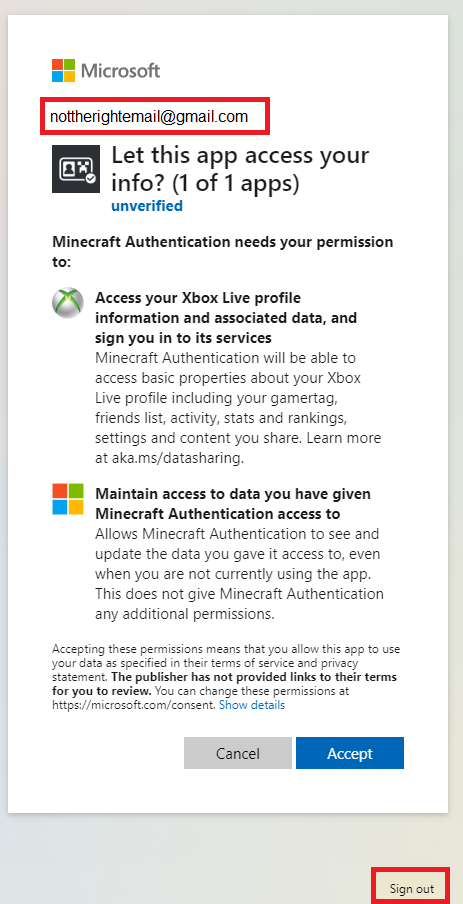 Microsoft
nottherightemail@gmail.com
Let this app access your
info? (1 of 1 apps)
unverified
Minecraft Authentication needs your permission
to:
Access your Xbox Live profile
information and associated data, and
sign you in to its services
Minecraft Authentication will be able to
access basic properties about your Xbox
Live profile including your gamertag,
friends list, activity, stats and rankings,
settings and content you share. Learn more
at aka.ms/datasharing.
Maintain access to data you have given
Minecraft Authentication access to
Allows Minecraft Authentication to see and
update the data you gave it access to, even
when you are not currently using the app.
This does not give Minecraft Authentication
any additional permissions.
Accepting these permissions means that you allow this app to use
your data as specified in their terms of service and privacy
statement. The publisher has not provided links to their terms
for you to review. You can change these permissions at
https://microsoft.com/consent. Show details
Cancel
Accept
Sign out